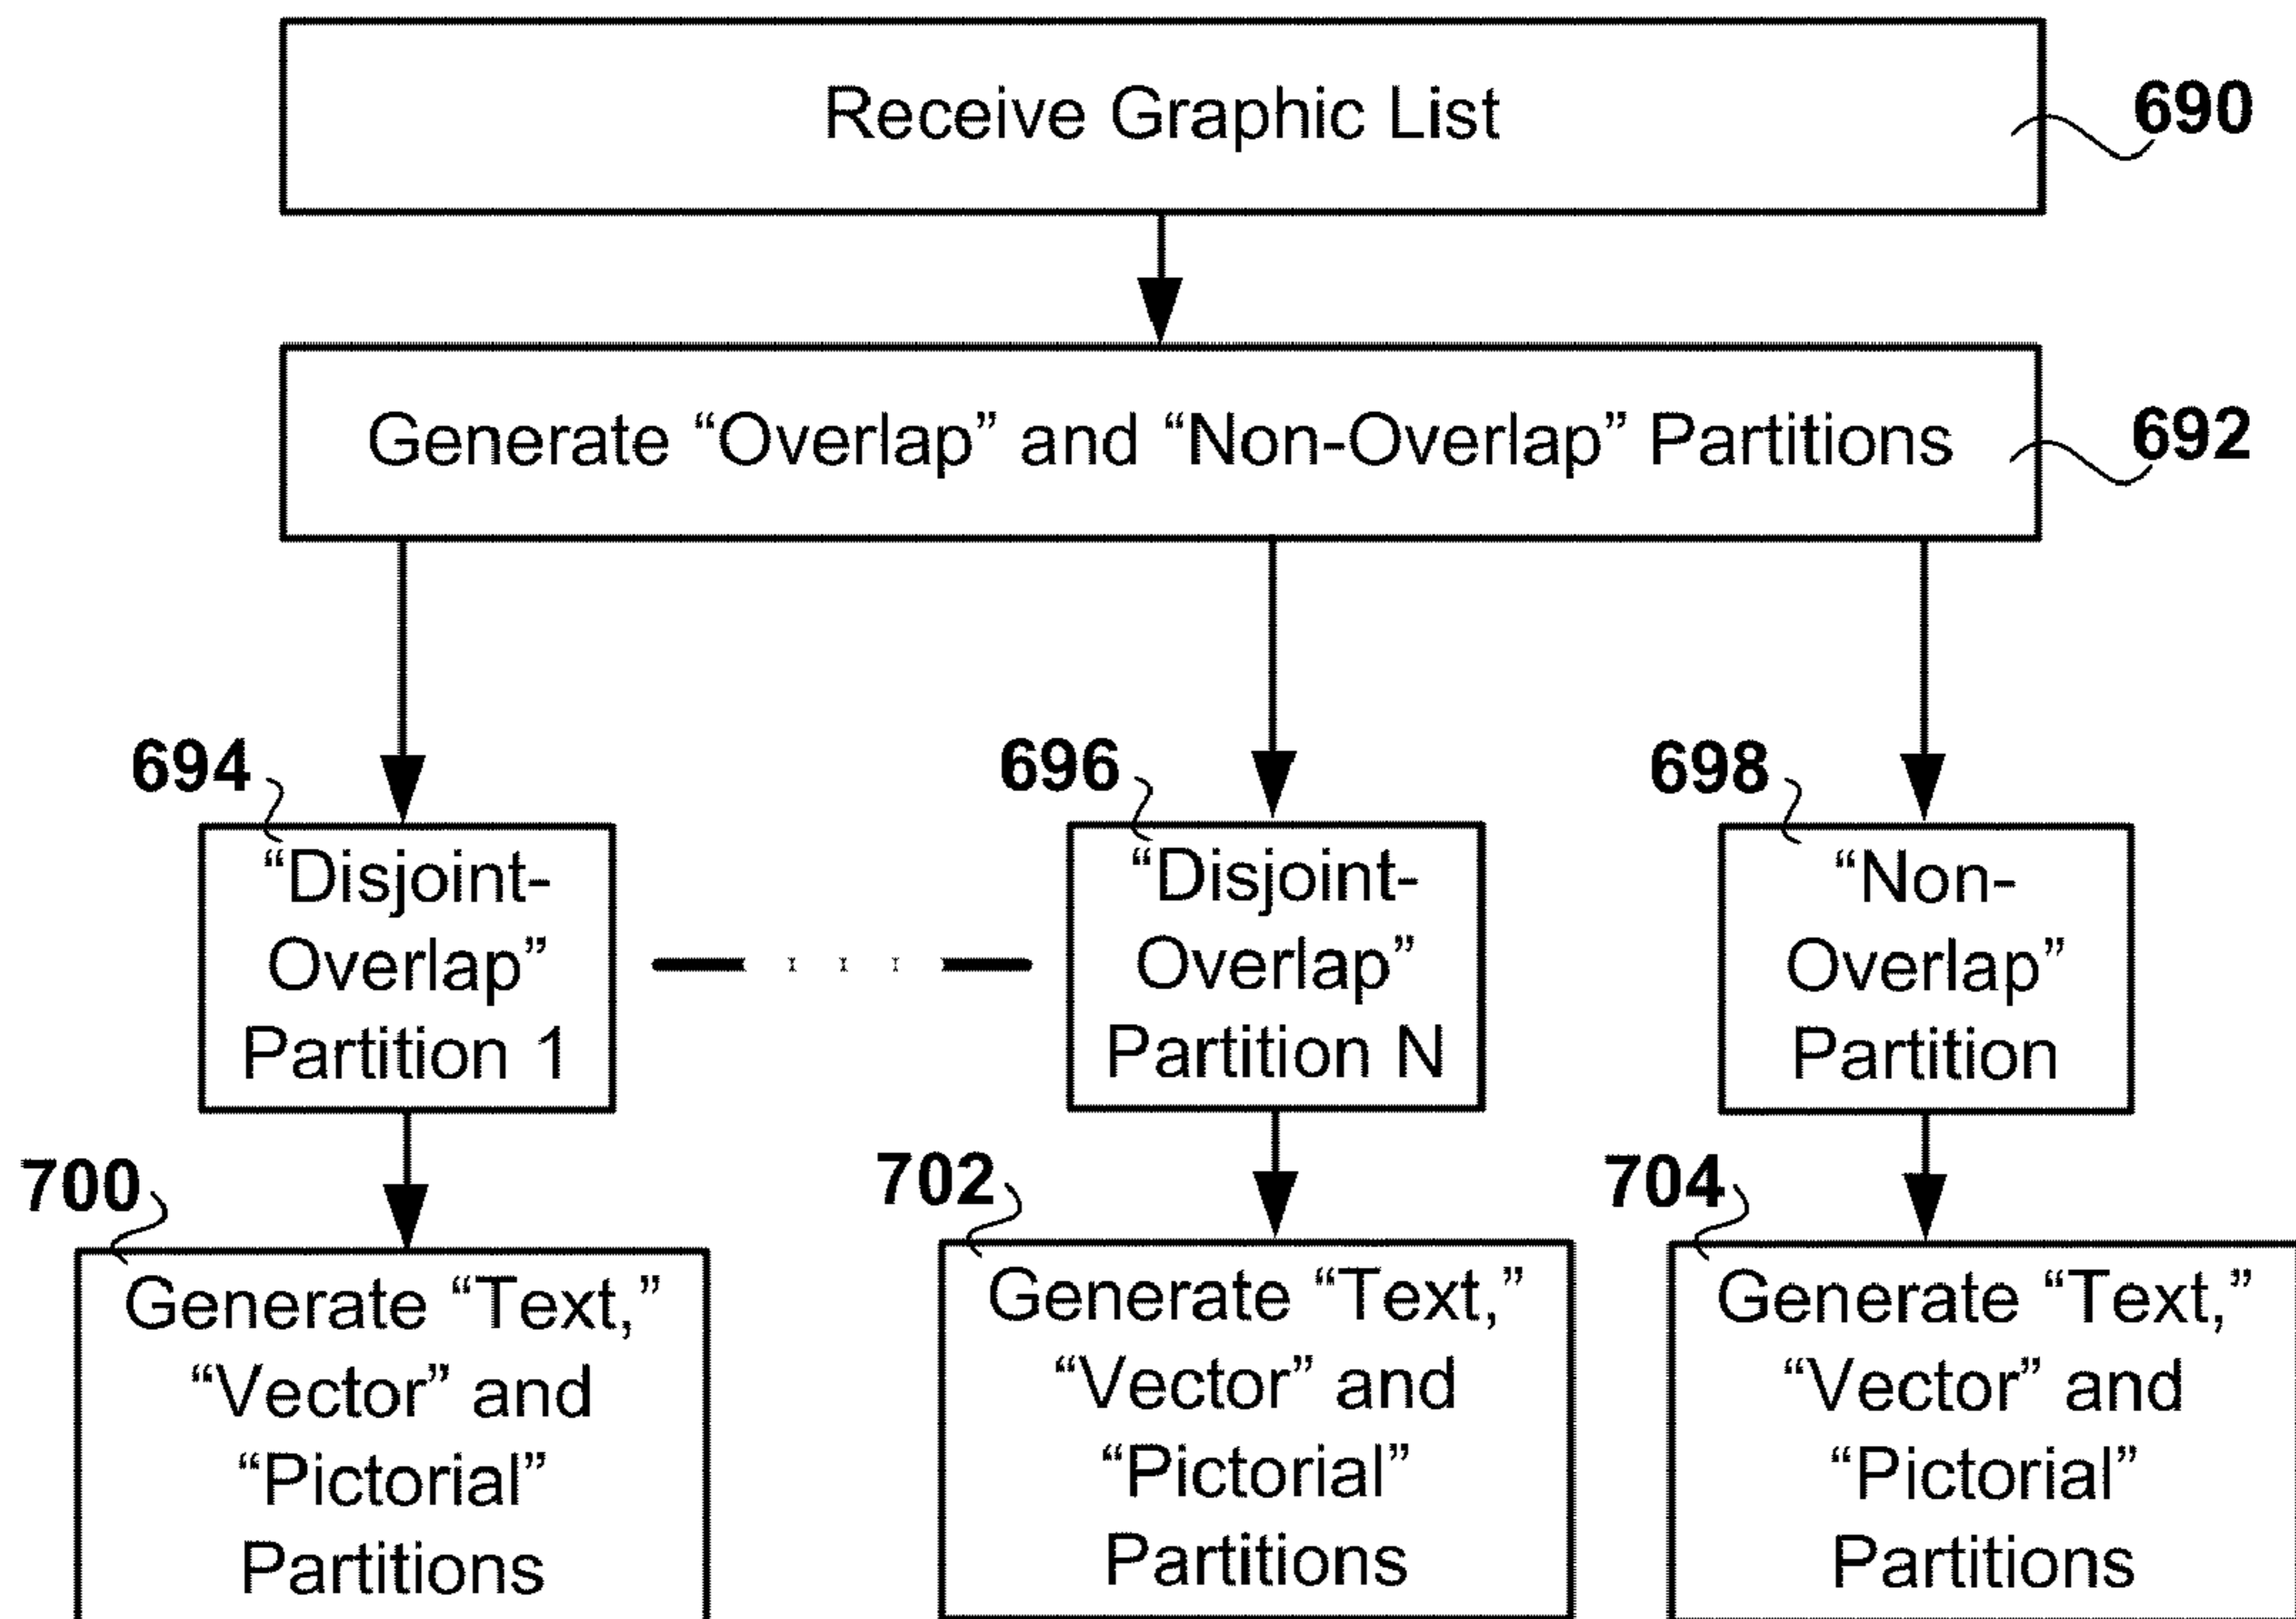 Receive Graphic List
690
Generate “Overlap” and “Non-Overlap” Partitions
692
694
“Disjoint-
Overlap”
Partition 1
696
“Disjoint-
Overlap”
Partition N
698
“Non-
Overlap”
Partition
700
Generate “Text,”
“Vector” and
“Pictorial”
Partitions
702
Generate “Text,”
“Vector” and
“Pictorial”
Partitions
704
Generate “Text,”
“Vector” and
“Pictorial”
Partitions